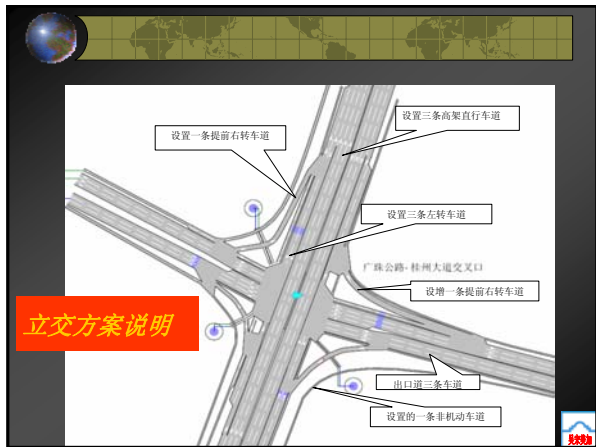 设置三条高架直行车道
设置一条提前右转车道
设置三条左转车道
广珠公路-桂州大道交叉口
设增一条提前右转车道
立交方案说明
出口道三条车道
设置的一条非机动车道